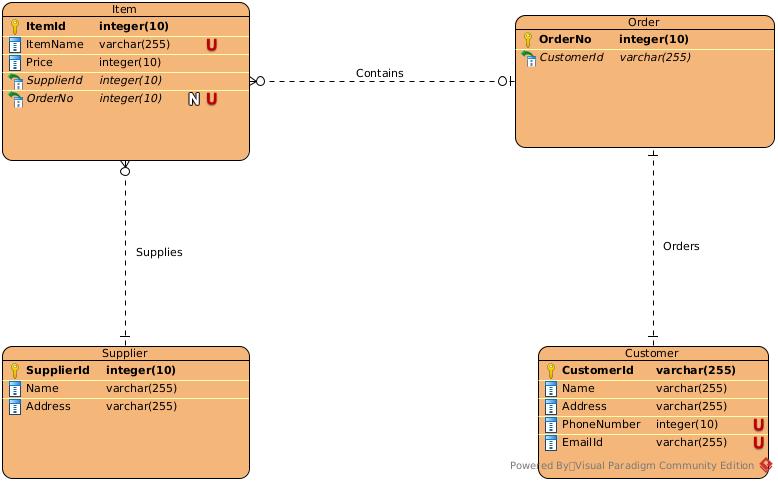 Item
ItemId integer(10)
ItemName varchar(255) U
Price integer(10)
SupplierId integer(10)
OrderNo integer(10) N U
Contains
Order
OrderNo integer(10)
CustomerId varchar(255)
Supplies
Orders
Supplier
SupplierId integer(10)
Name varchar(255)
Address varchar(255)
Customer
CustomerId varchar(255)
Name varchar(255)
Address varchar(255)
PhoneNumber integer(10) U
EmailId varchar(255) U
Powered By Visual Paradigm Community Edition